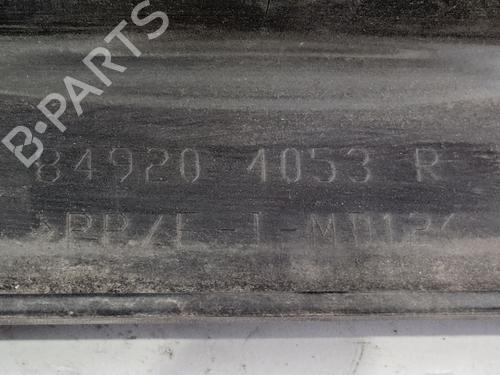 B-PARTS
84920 4053 R
>PP/E-I-MD12<